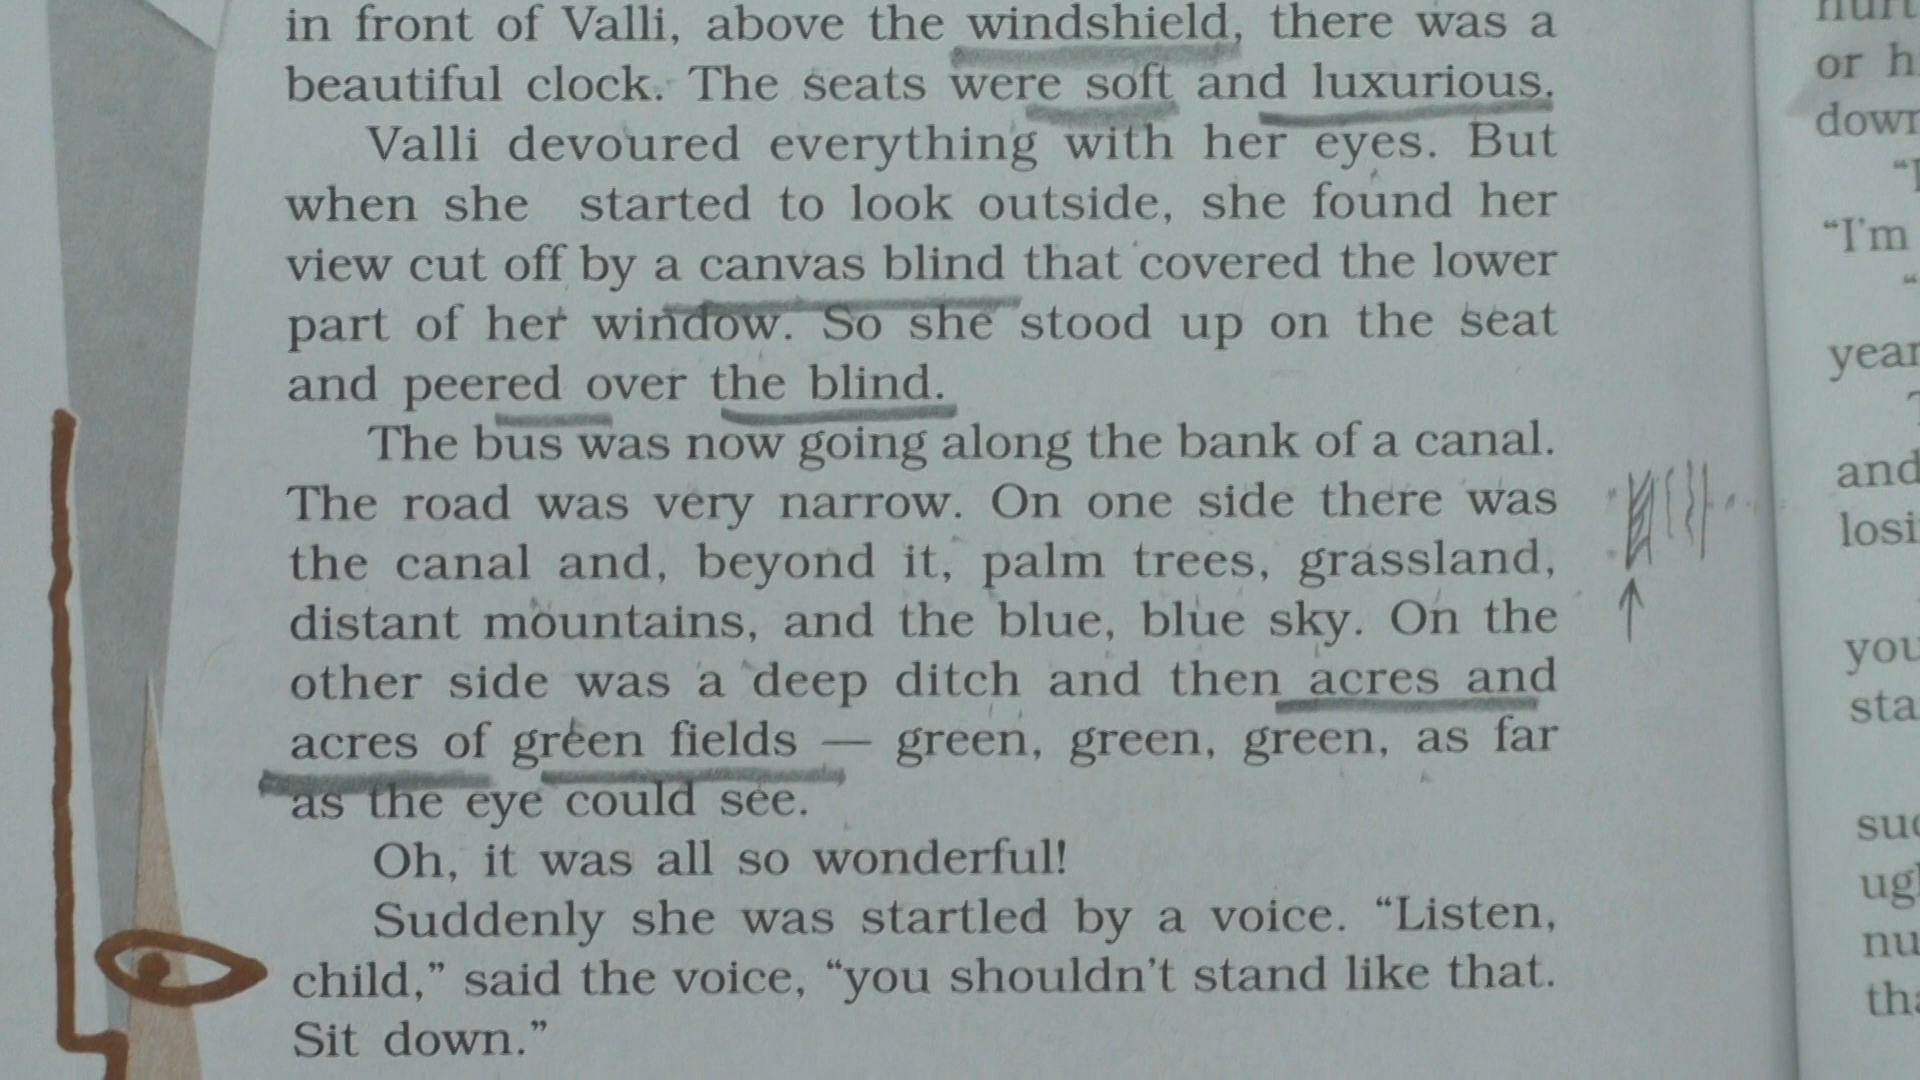 in front of Valli, above the windshield, there was a
beautiful clock. The seats were soft and luxurious.
Valli devoured everything with her eyes. But
when she started to look outside, she found her
view cut off by a canvas blind that covered the lower
part of her window. So she stood up on the seat
and peered over the blind.
The bus was now going along the bank of a canal.
The road was very narrow. On one side there was
the canal and, beyond it, palm trees, grassland,
distant mountains, and the blue, blue sky. On the
other side was a deep ditch and then acres and
acres of green fields — green, green, green, as far
as the eye could see.
Oh, it was all so wonderful!
Suddenly she was startled by a voice. “Listen,
child,” said the voice, “you shouldn't stand like that.
Sit down.”
or
“I'm
and